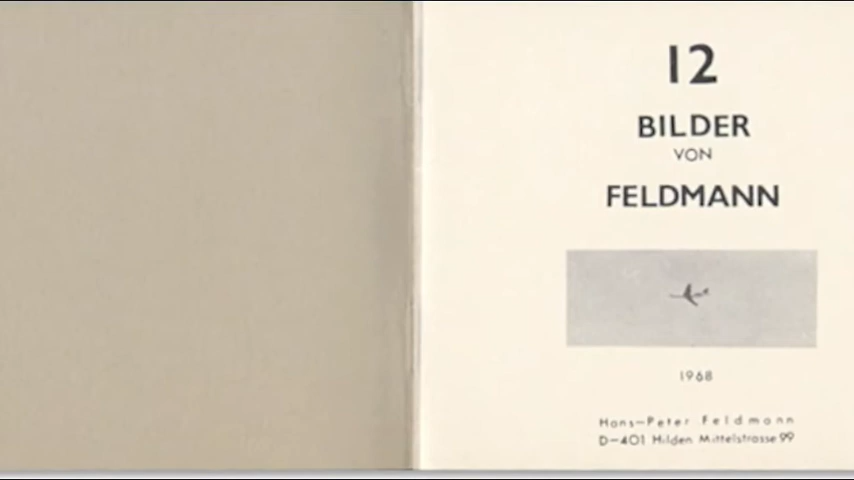 12
BILDER
VON
FELDMANN
1968
Hans-Peter Feldmann
D-401 Hilden Mittelstrasse 99